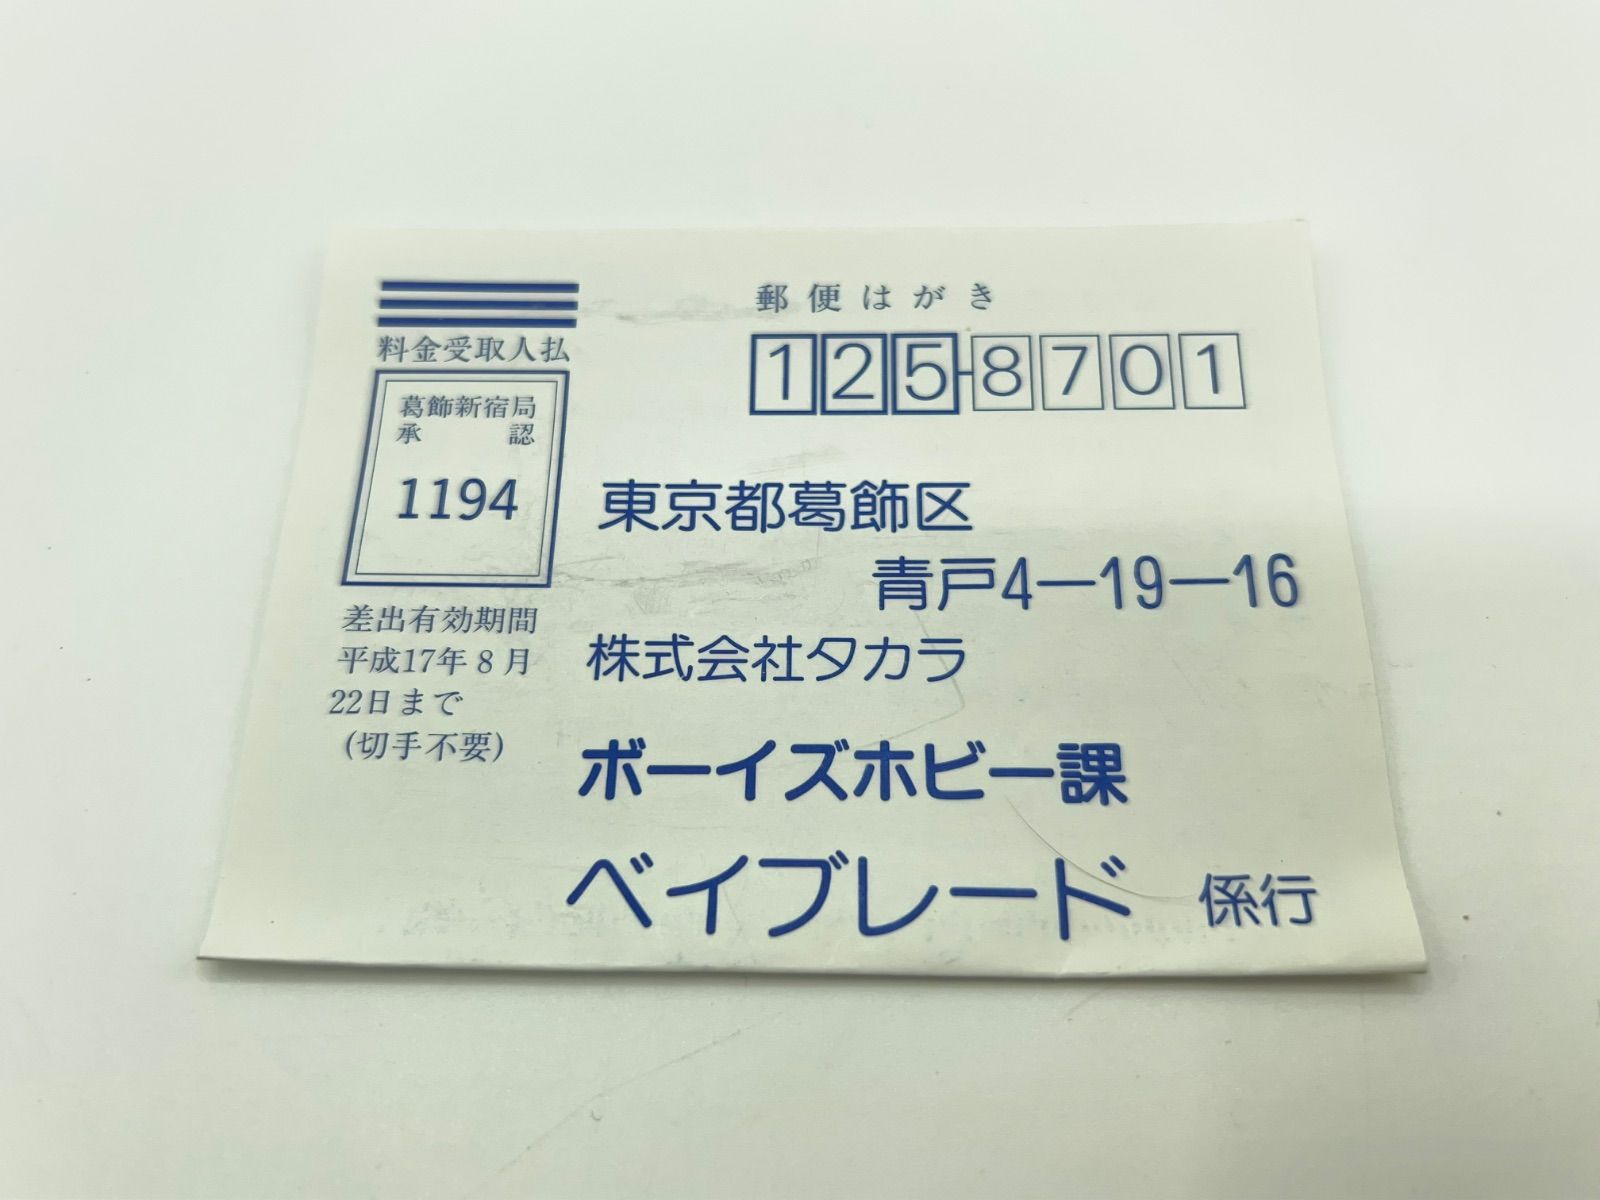 料金受取人払
葛飾新宿局
承 認
1194
差出有効期間
平成17年8月
22日まで
(切手不要)
郵便はがき
125-8701
東京都葛飾区
青戸4―19―16
株式会社タカラ
ボーイズホビー課
ベイブレード 係行